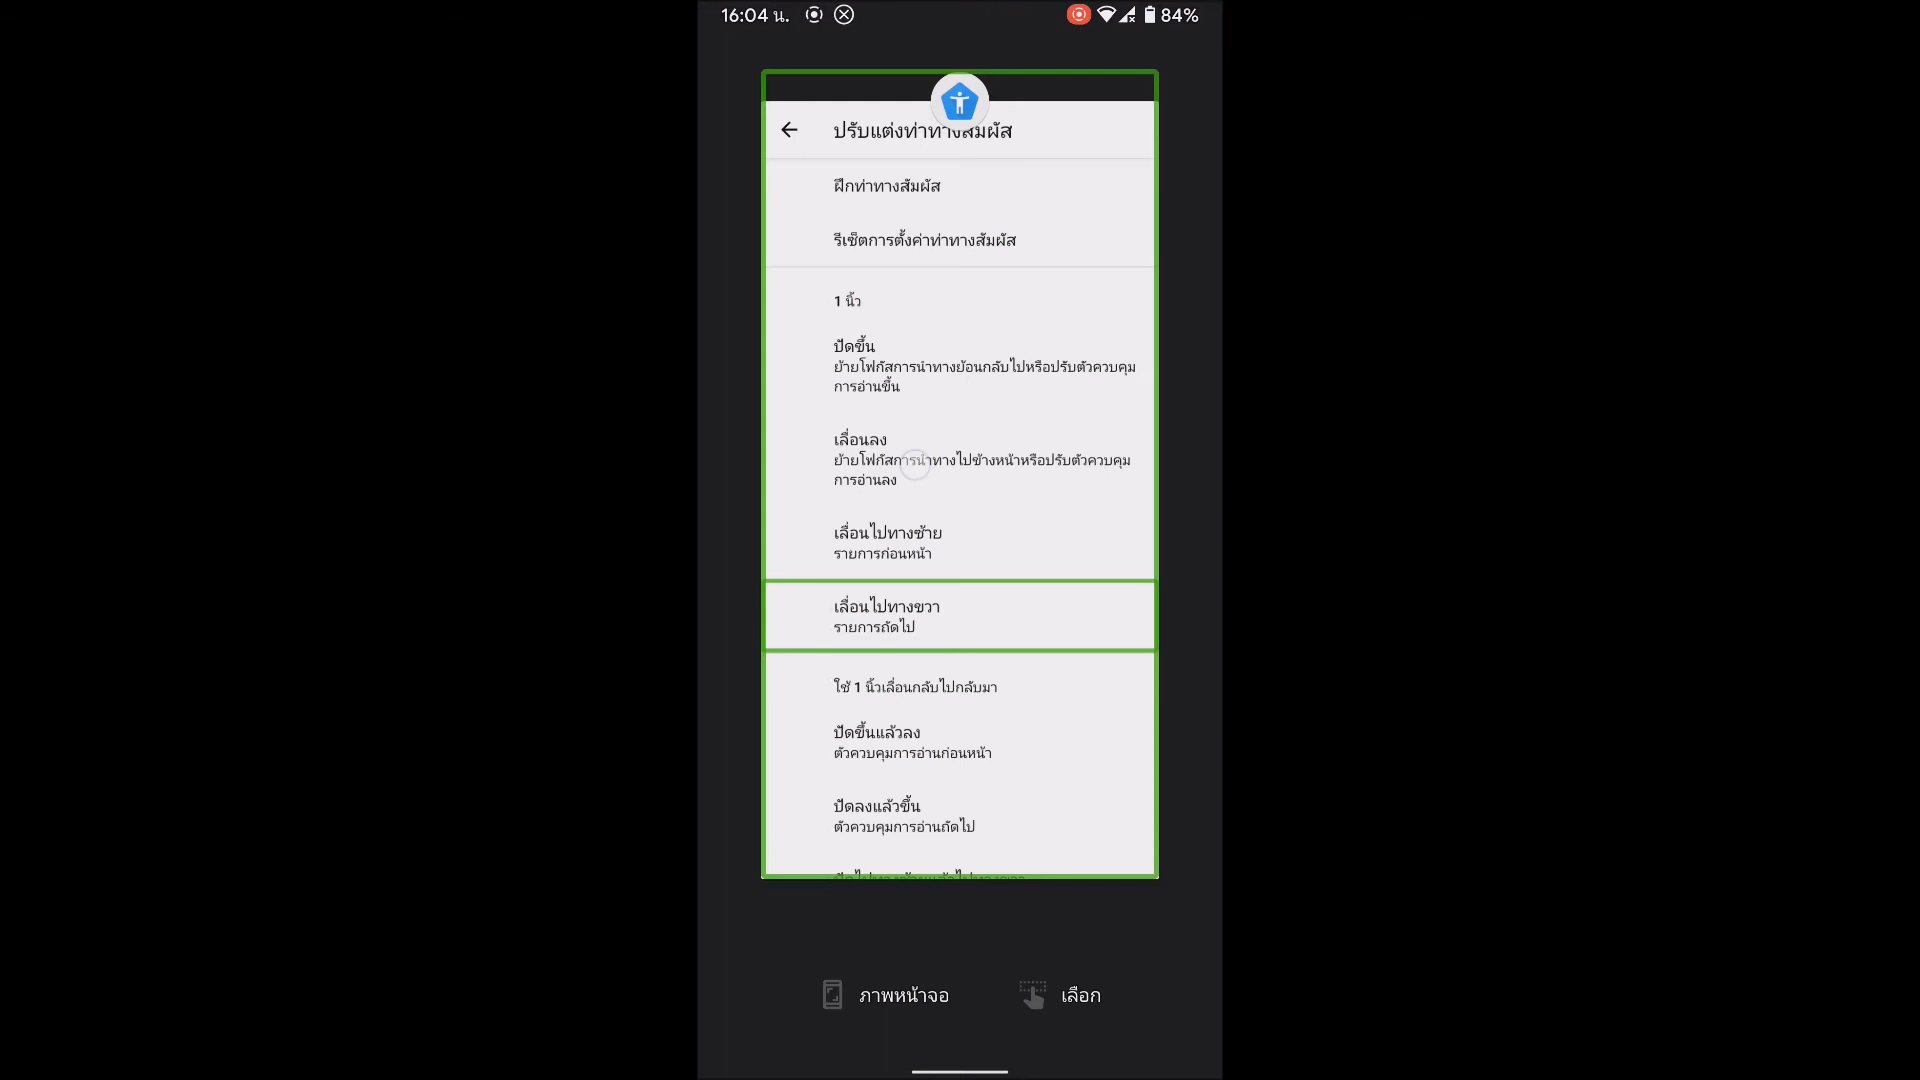 16:04 น. 84%
ปรับแต่งท่าทางสัมผัส
ฝึกท่าทางสัมผัส
รีเซ็ตการตั้งค่าท่าทางสัมผัส
1 นิ้ว
ปัดขึ้น
ย้ายโฟกัสการนำทางย้อนกลับไปหรือปรับตัวควบคุม
การอ่านขึ้น
เลื่อนลง
ย้ายโฟกัสการนำทางไปข้างหน้าหรือปรับตัวควบคุม
การอ่านลง
เลื่อนไปทางซ้าย
รายการก่อนหน้า
เลื่อนไปทางขวา
รายการถัดไป
ใช้ 1 นิ้วเลื่อนกลับไปกลับมา
ปัดขึ้นแล้วลง
ตัวควบคุมการอ่านก่อนหน้า
ปัดลงแล้วขึ้น
ตัวควบคุมการอ่านถัดไป
ภาพหน้าจอ
เลือก